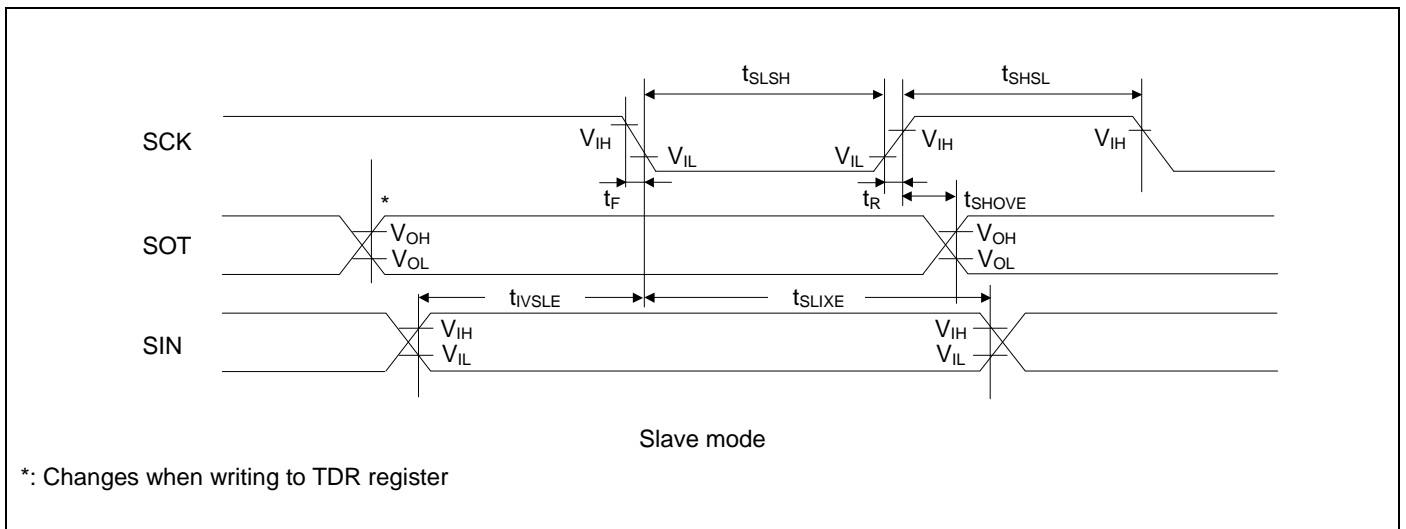 tSLSH tSHSL
SCK VIH VIL VIL VIH VIH
tF tR tSHOVE
*
SOT VOH VOH
VOL VOL
tIVSLE tSLIXE
SIN VIH VIH
VIL VIL
Slave mode
*: Changes when writing to TDR register